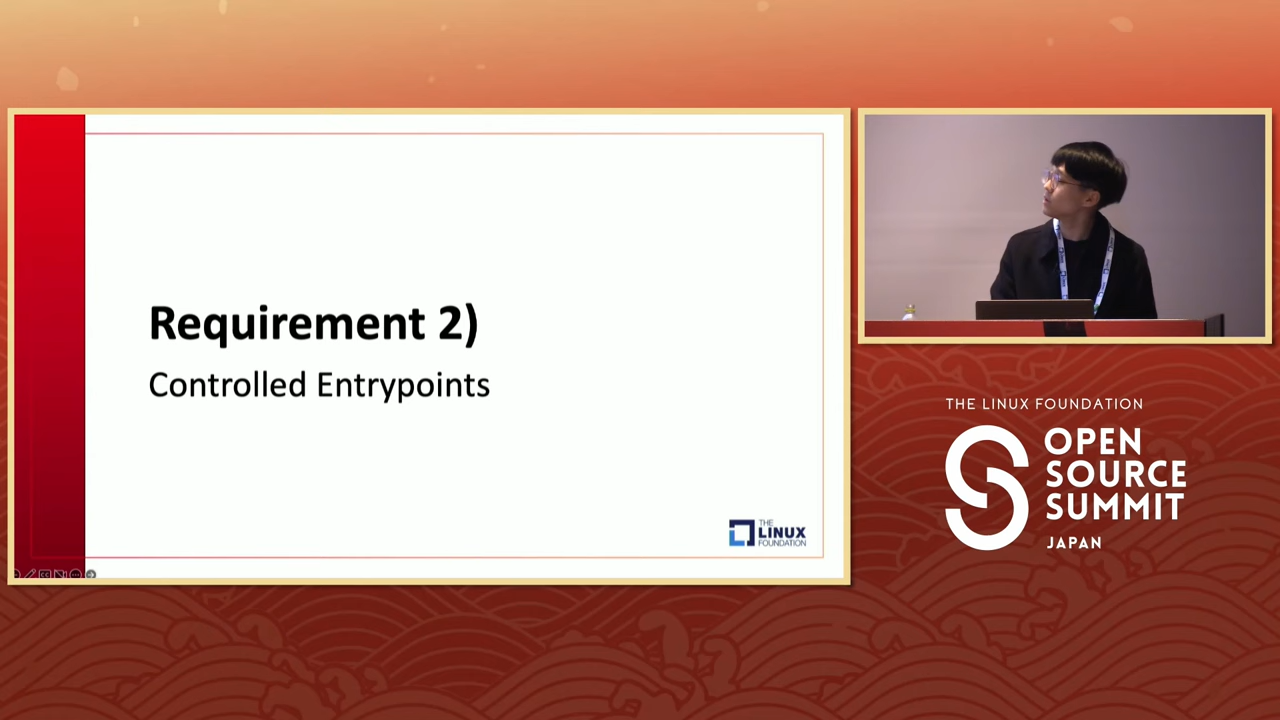 Requirement 2)
Controlled Entrypoints
THE
LINUX
FOUNDATION
THE LINUX FOUNDATION
OPEN
SOURCE
SUMMIT
JAPAN